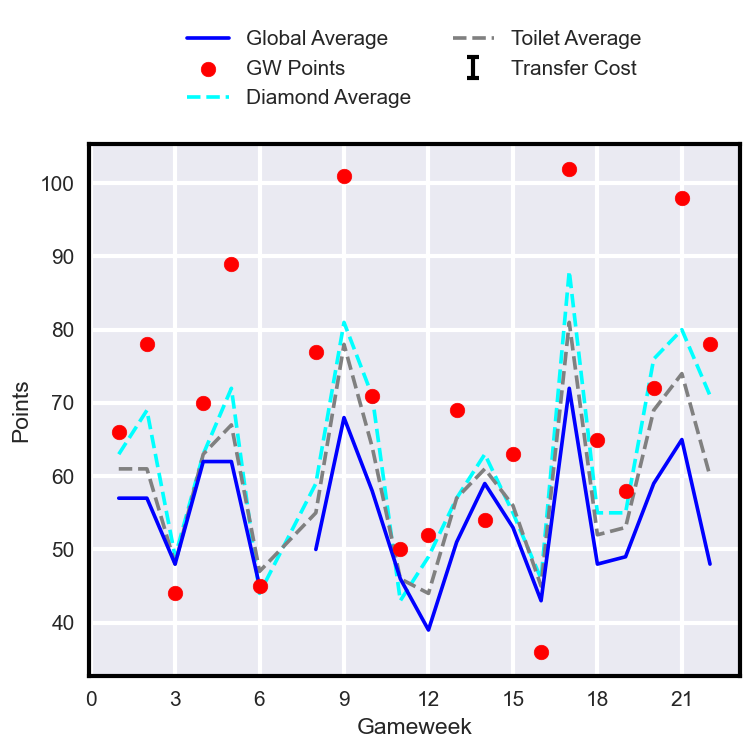 Global Average
GW Points
Diamond Average
Toilet Average
Transfer Cost
100
90
80
70
60
50
40
Points
0 3 6 9 12 15 18 21
Gameweek